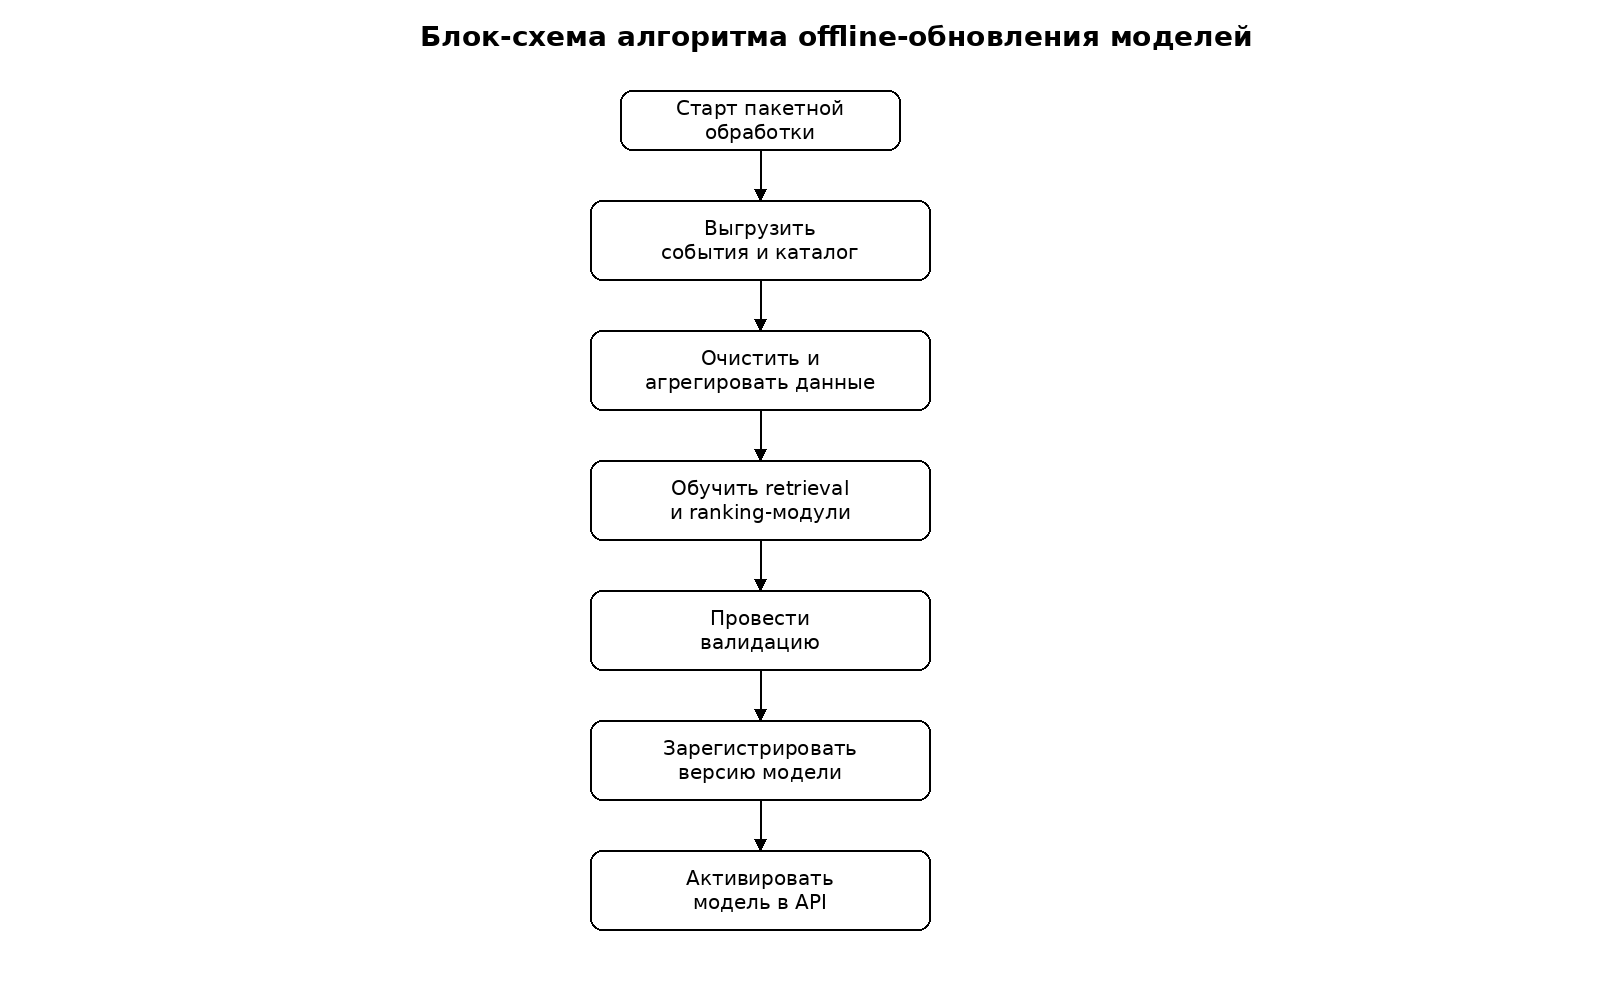 Блок-схема алгоритма offline-обновления моделей
Старт пакетной
обработки
Выгрузить
события и каталог
Очистить и
агрегировать данные
Обучить retrieval
и ranking-модули
Провести
валидацию
Зарегистрировать
версию модели
Активировать
модель в API